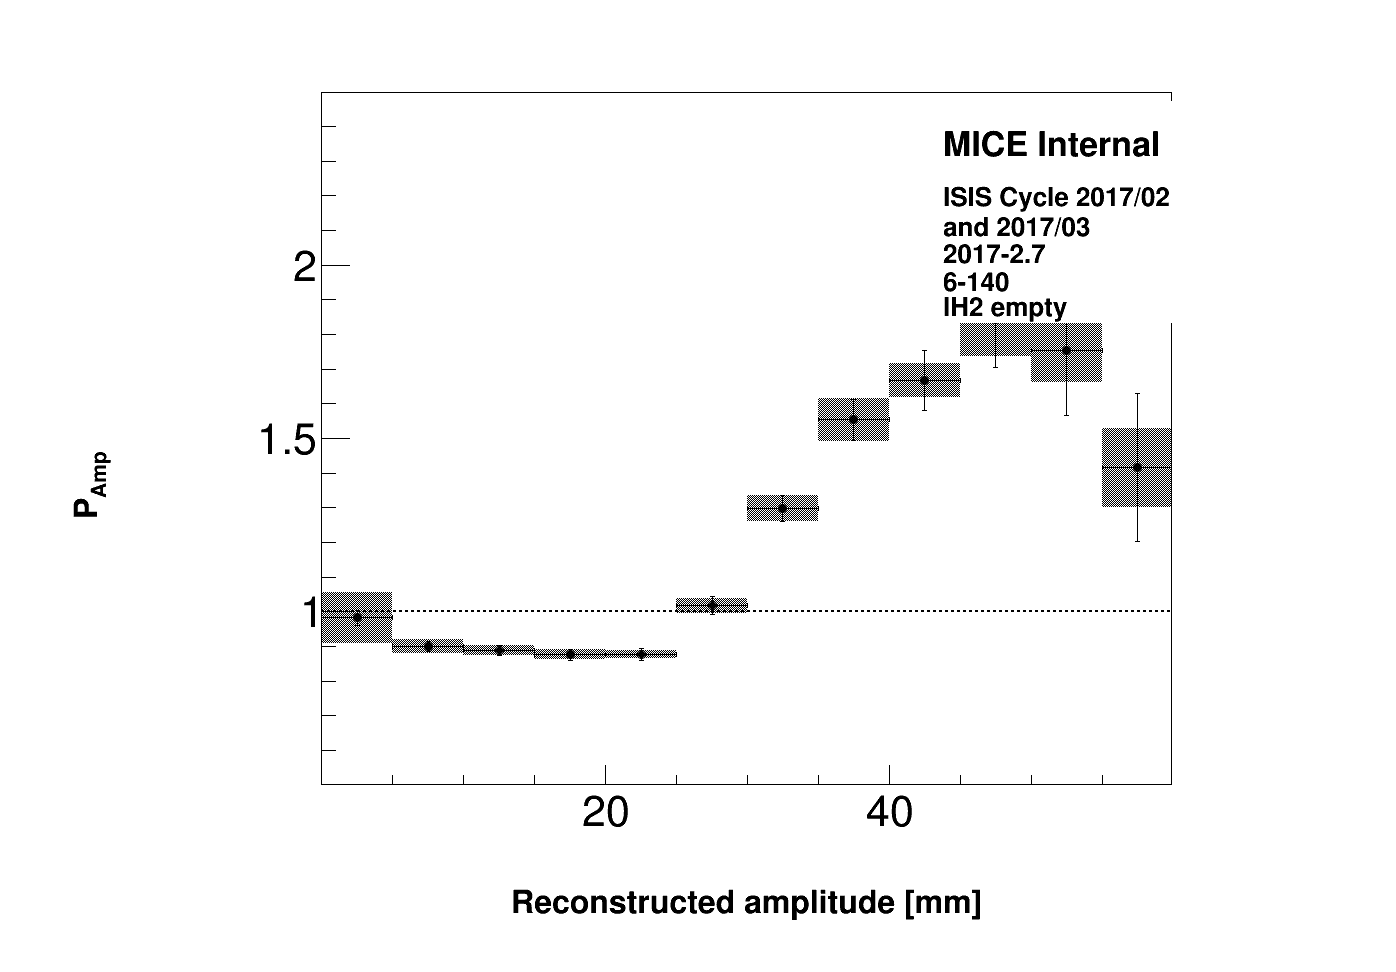 MICE Internal
ISIS Cycle 2017/02
and 2017/03
2017-2.7
6-140
IH2 empty
2
1.5
1
P_Amp
20
40
Reconstructed amplitude [mm]